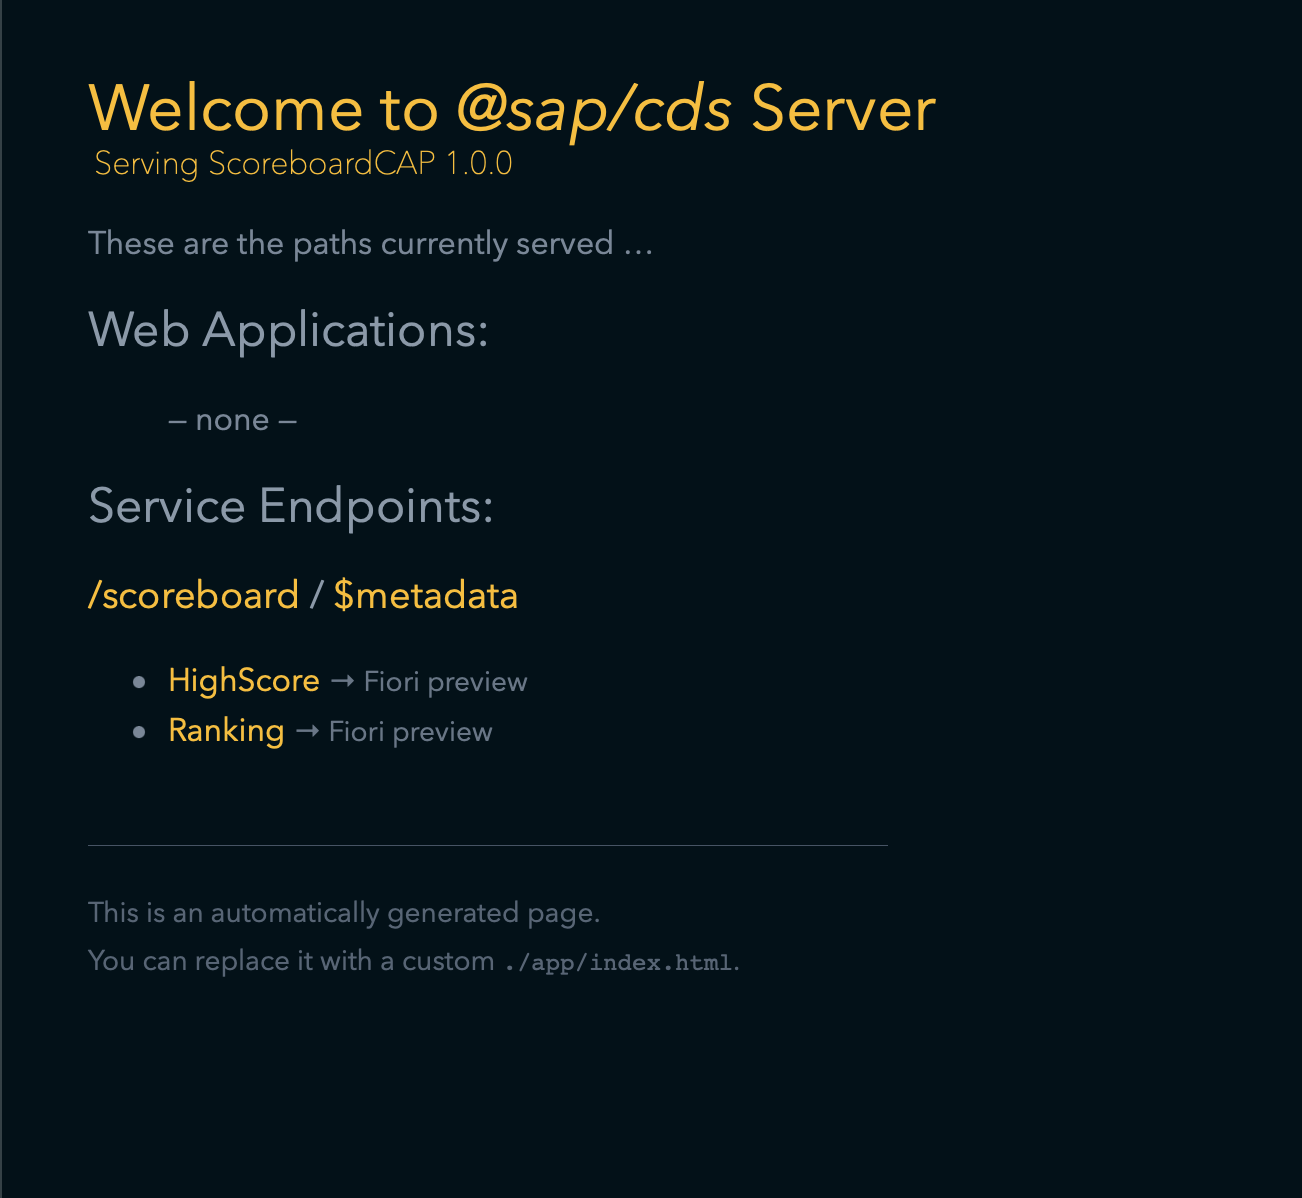 Welcome to @sap/cds Server
Serving ScoreboardCAP 1.0.0
These are the paths currently served …
Web Applications:
– none –
Service Endpoints:
/scoreboard / $metadata
• HighScore → Fiori preview
• Ranking → Fiori preview
This is an automatically generated page.
You can replace it with a custom ./app/index.html.